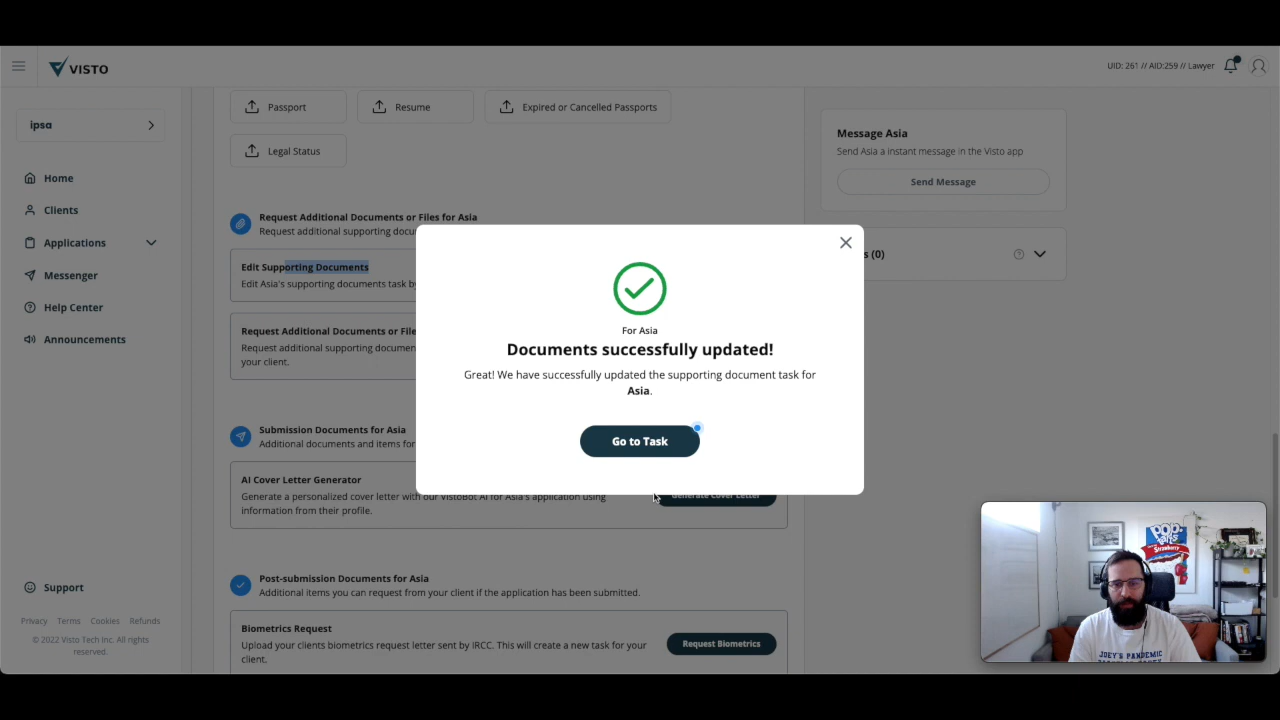 VISTO
UID: 261 // AID:259 // Lawyer
ipsa
Home
Clients
Applications
Messenger
Help Center
Announcements
Support
Privacy Terms Cookies Refunds
© 2022 Visto Tech Inc. All rights
reserved.
Passport
Resume
Expired or Cancelled Passports
Legal Status
Request Additional Documents or Files for Asia
Request additional supporting
Edit Supporting Documents
Edit Asia's supporting documents task
Request Additional Documents or
Request additional supporting
your client.
Submission Documents for Asia
Additional documents and items for
AI Cover Letter Generator
Generate a personalized cover letter with our VistoBot AI for Asia's application using
information from their profile.
Generate Cover Letter
Post-submission Documents for Asia
Additional items you can request from your client if the application has been submitted.
Biometrics Request
Upload your clients biometrics request letter sent by IRCC. This will create a new task for your
client.
Request Biometrics
For Asia
Documents successfully updated!
Great! We have successfully updated the supporting document task for
Asia.
Go to Task
Message Asia
Send Asia a instant message in the Visto app
Send Message
(0)
POP
Strawberry
JOEY'S PANDEMIC